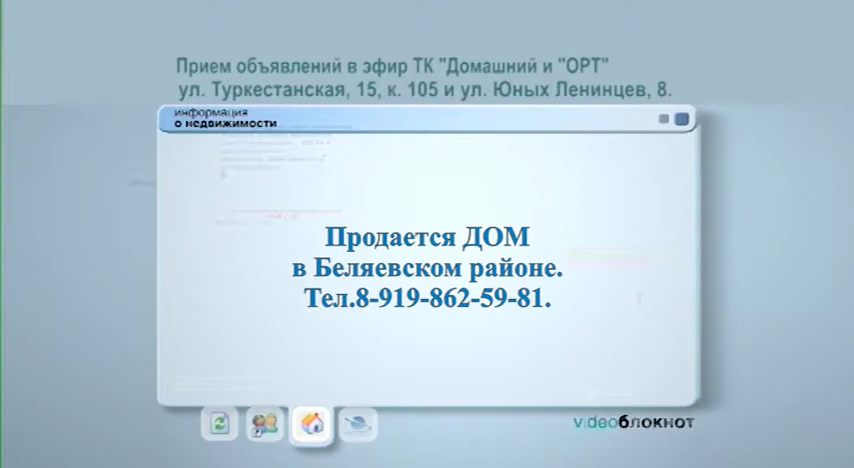 Прием объявлений в эфир ТК "Домашний и "ОРТ"
ул. Туркестанская, 15, к. 105 и ул. Юных Ленинцев, 8.
информация
о недвижимости
Продается ДОМ
в Беляевском районе.
Тел.8-919-862-59-81.
videoблокнот